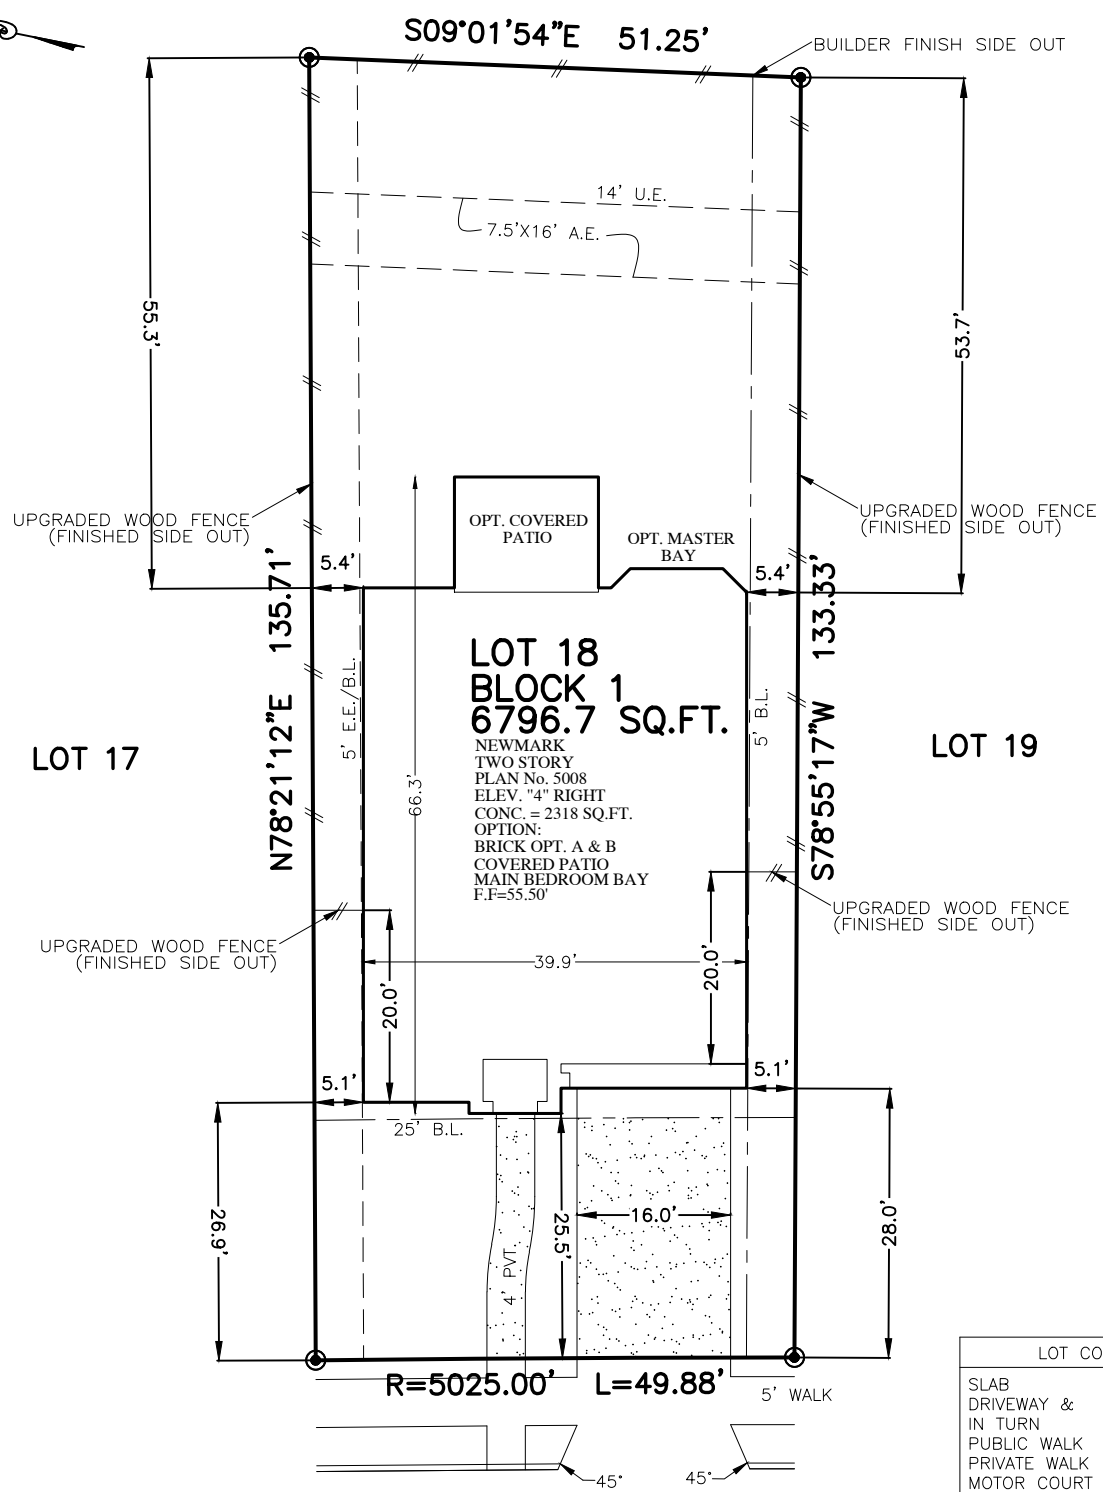 S09°01'54"E 51.25'
BUILDER FINISH SIDE OUT
14' U.E.
7.5'X16' A.E.
55.3'
53.7'
UPGRADED WOOD FENCE
(FINISHED SIDE OUT)
UPGRADED WOOD FENCE
(FINISHED SIDE OUT)
OPT. COVERED
PATIO
OPT. MASTER
BAY
5.4'
5.4'
N78°21'12"E 135.71'
S78°55'17"W 133.33'
5' E.E./B.L.
5' B.L.
LOT 18
BLOCK 1
6796.7 SQ.FT.
NEWMARK
TWO STORY
PLAN No. 5008
ELEV. "4" RIGHT
CONC. = 2318 SQ.FT.
OPTION:
BRICK OPT. A & B
COVERED PATIO
MAIN BEDROOM BAY
F.F=55.50'
LOT 17
LOT 19
66.3'
UPGRADED WOOD FENCE
(FINISHED SIDE OUT)
UPGRADED WOOD FENCE
(FINISHED SIDE OUT)
39.9'
20.0'
20.0'
5.1'
5.1'
25' B.L.
26.9'
4' PVT.
25.5'
16.0'
28.0'
R=5025.00' L=49.88'
5' WALK
45°
45°
LOT CO
SLAB
DRIVEWAY &
IN TURN
PUBLIC WALK
PRIVATE WALK
MOTOR COURT